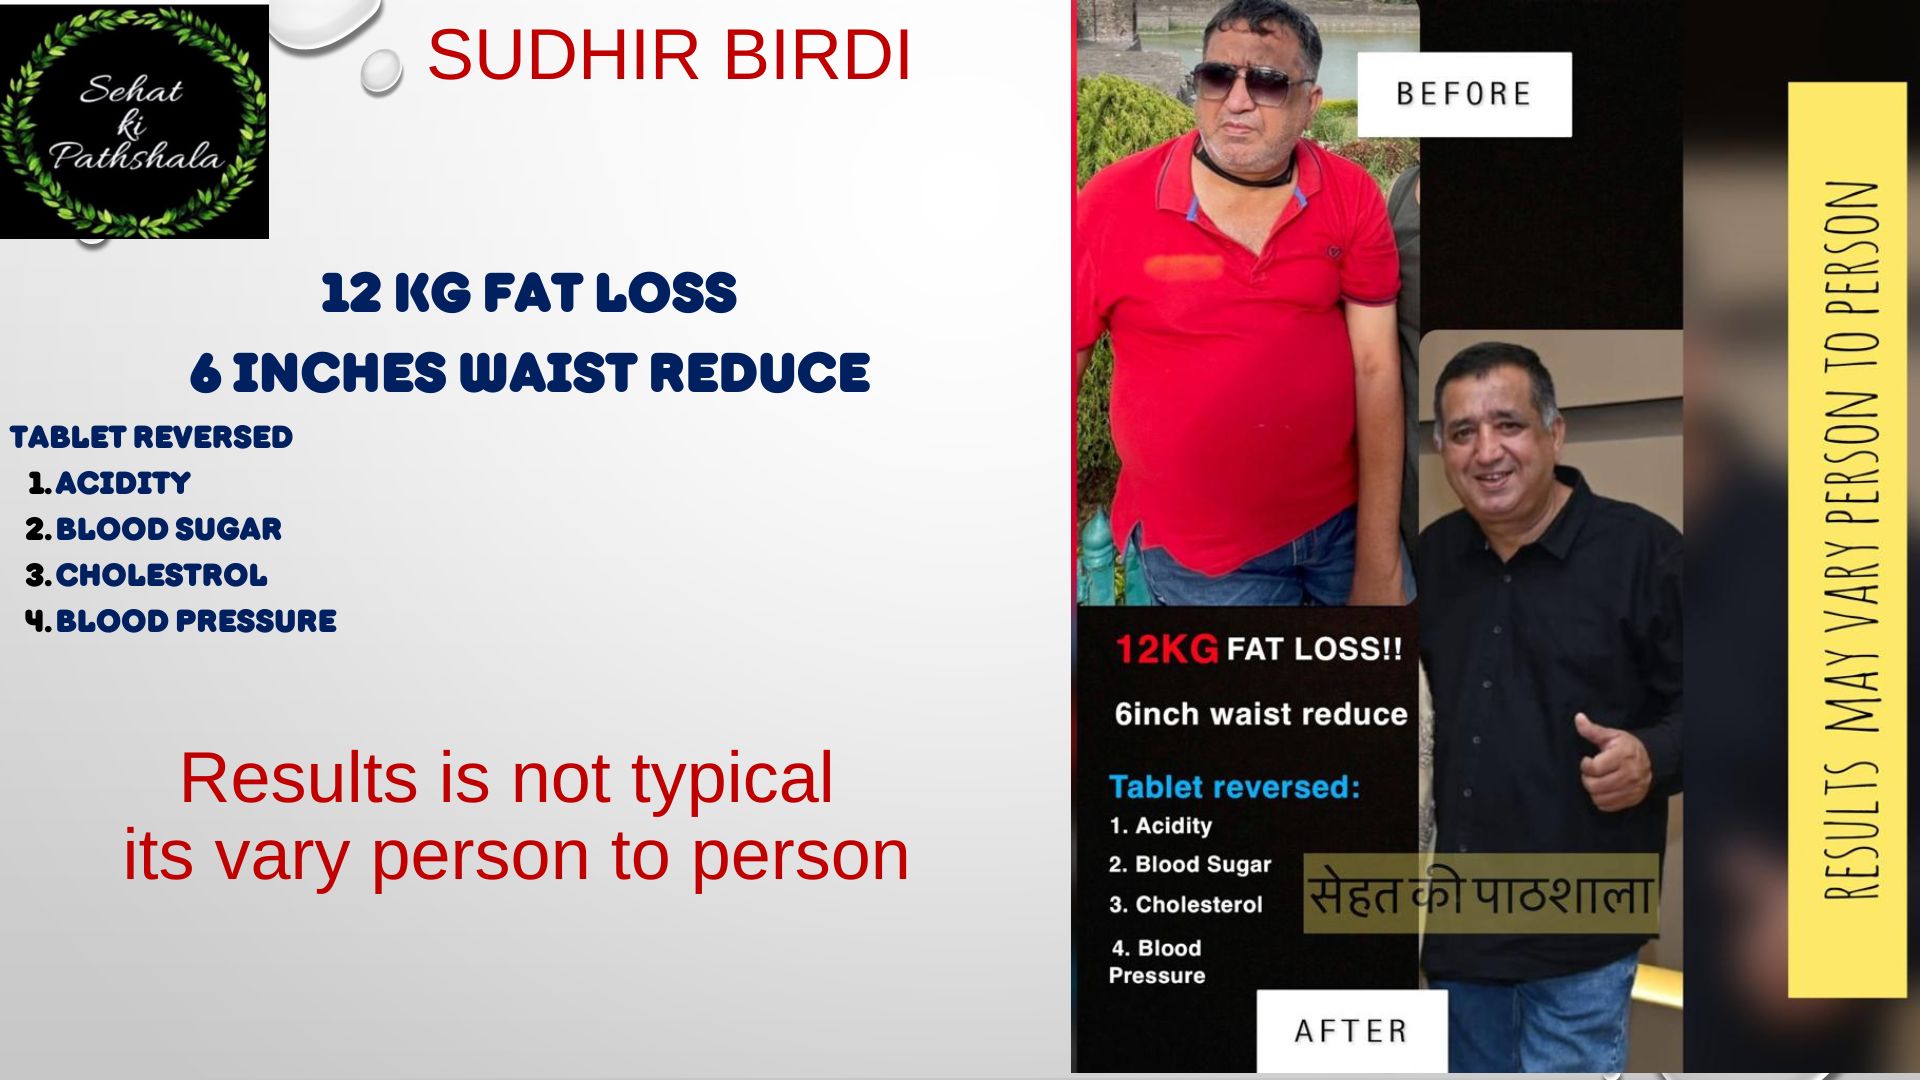 Sehat
ki
Pathshala
SUDHIR BIRDI
12 KG FAT LOSS
6 INCHES WAIST REDUCE
TABLET REVERSED
1. ACIDITY
2. BLOOD SUGAR
3. CHOLESTROL
4. BLOOD PRESSURE
Results is not typical
its vary person to person
BEFORE
12KG FAT LOSS!!
6inch waist reduce
Tablet reversed:
1. Acidity
2. Blood Sugar
3. Cholesterol
4. Blood
Pressure
सेहत की पाठशाला
AFTER
RESULTS MAY VARY PERSON TO PERSON